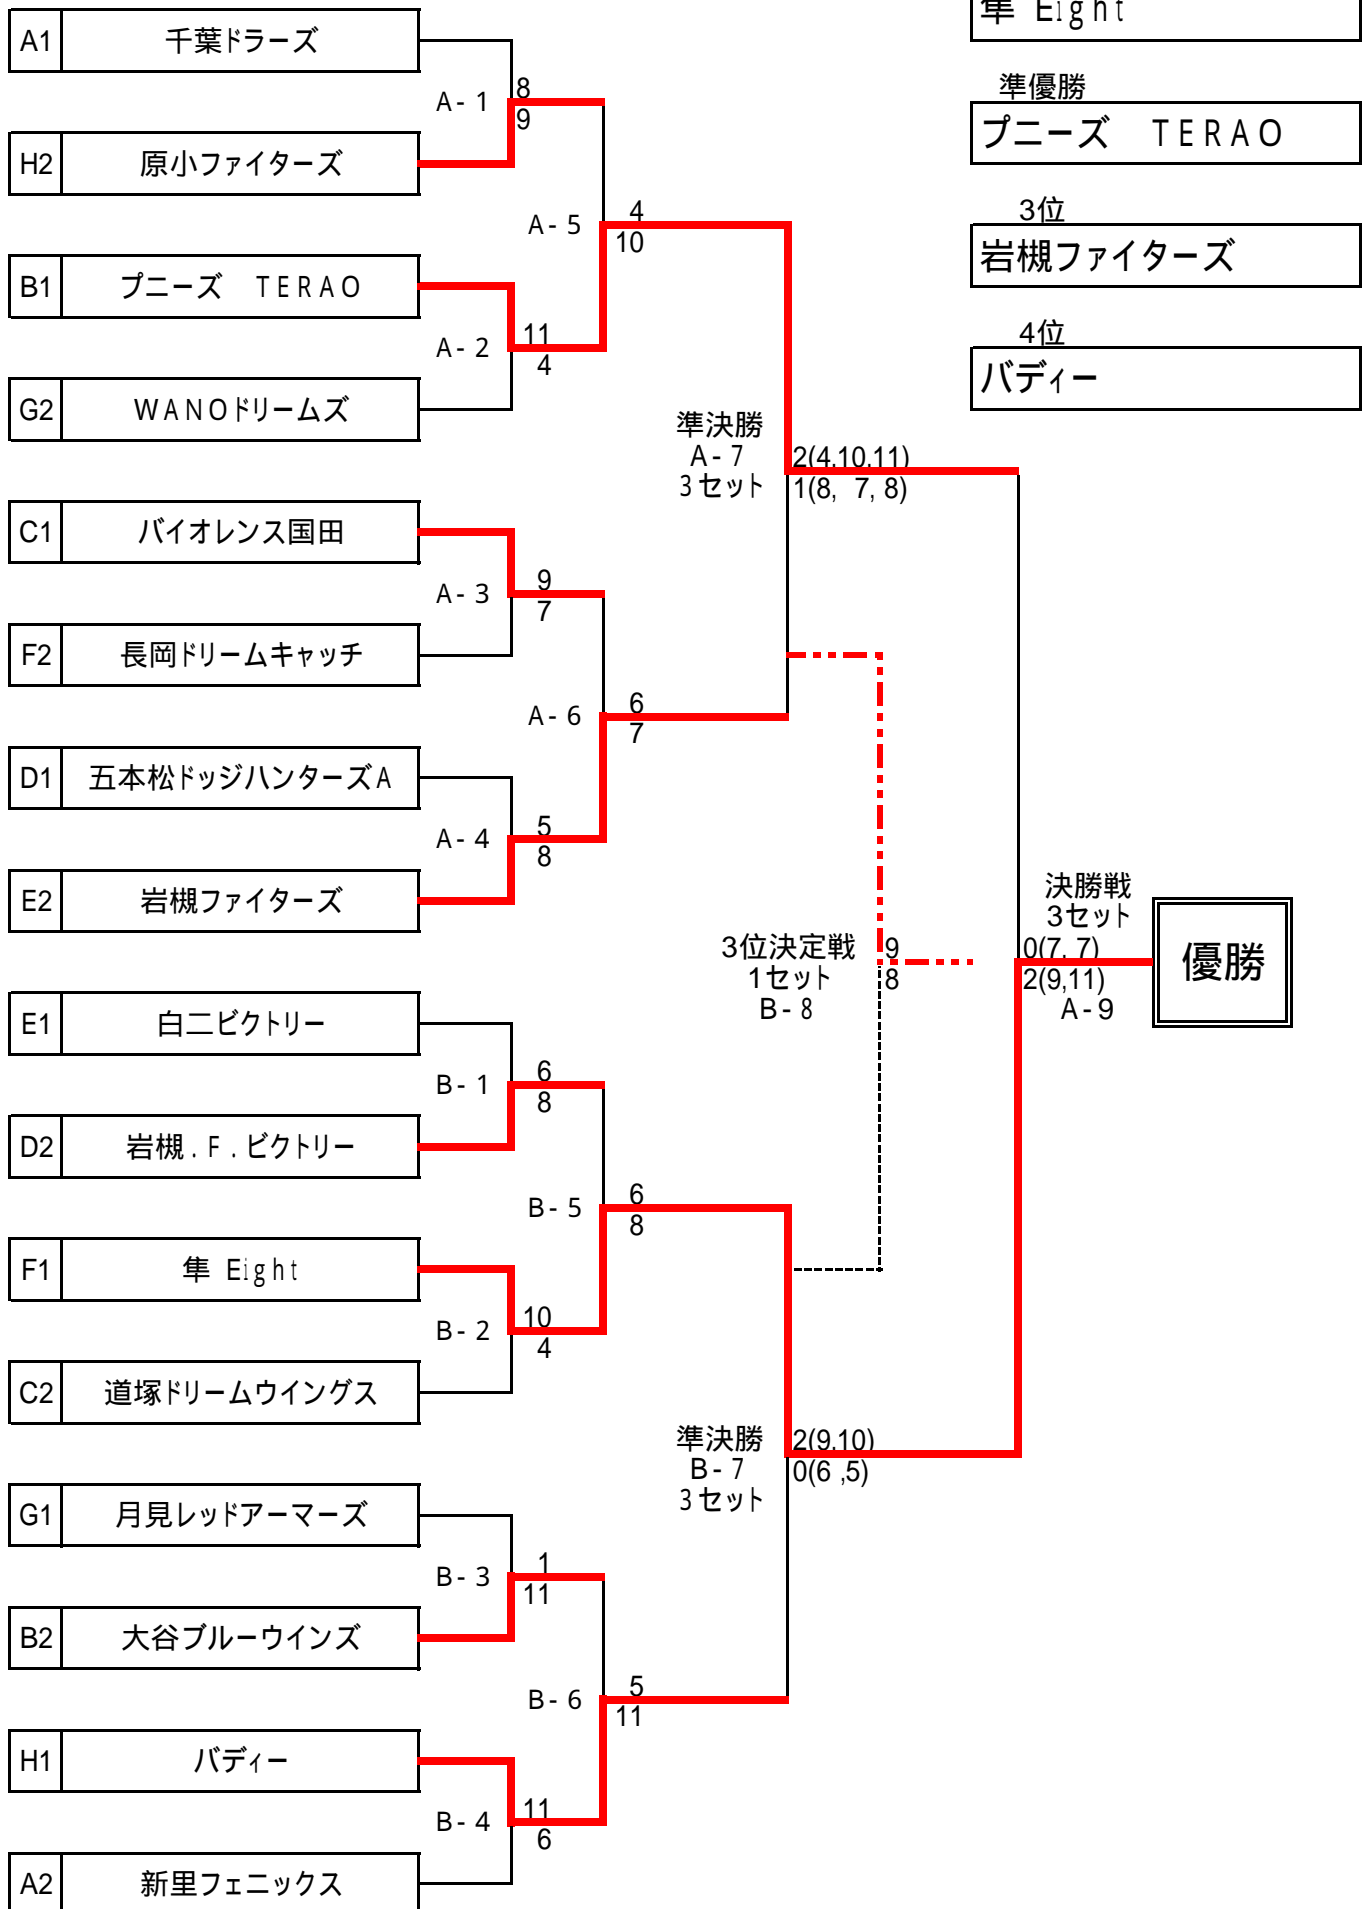 A1 千葉ドラーズ
A-1
8
9
H2 原小ファイターズ
A-5
4
10
B1 プニーズ　TERAO
A-2
11
4
G2 WANOドリームズ
準決勝
A-7
3セット
2(4,10,11)
1(8, 7, 8)
C1 バイオレンス国田
A-3
9
7
F2 長岡ドリームキャッチ
A-6
6
7
D1 五本松ドッジハンターズA
A-4
5
8
E2 岩槻ファイターズ
3位決定戦
1セット
B-8
9
8
E1 白二ビクトリー
B-1
6
8
D2 岩槻.F.ビクトリー
B-5
6
8
F1 隼 Eight
B-2
10
4
C2 道塚ドリームウイングス
準決勝
B-7
3セット
2(9,10)
0(6 ,5)
G1 月見レッドアーマーズ
B-3
1
11
B2 大谷ブルーウインズ
B-6
5
11
H1 バディー
B-4
11
6
A2 新里フェニックス
決勝戦
3セット
0(7, 7)
2(9,11)
A-9
優勝
隼 Eight
準優勝
プニーズ　TERAO
3位
岩槻ファイターズ
4位
バディー